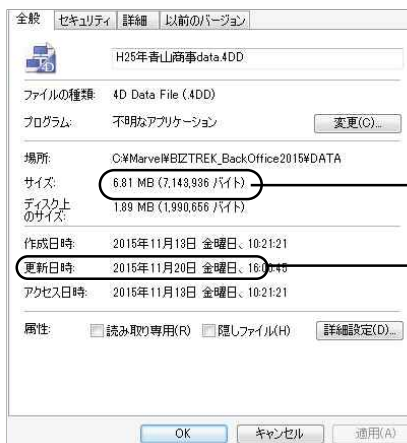 全般 セキュリティ 詳細 以前のバージョン
H25年青山商事data.4DD
ファイルの種類: 4D Data File (.4DD)
プログラム: 不明なアプリケーション 変更(C)...
場所: C:¥Marvel¥BIZTREK_BackOffice2015¥DATA
サイズ: 6.81 MB (7,143,936 バイト)
ディスク上
のサイズ: 1.89 MB (1,990,656 バイト)
作成日時: 2015年11月13日 金曜日、10:21:21
更新日時: 2015年11月20日 金曜日、16:00:45
アクセス日時: 2015年11月13日 金曜日、10:21:21
属性: 読み取り専用(R) 隠しファイル(H) 詳細設定(D)...
OK キャンセル 適用(A)